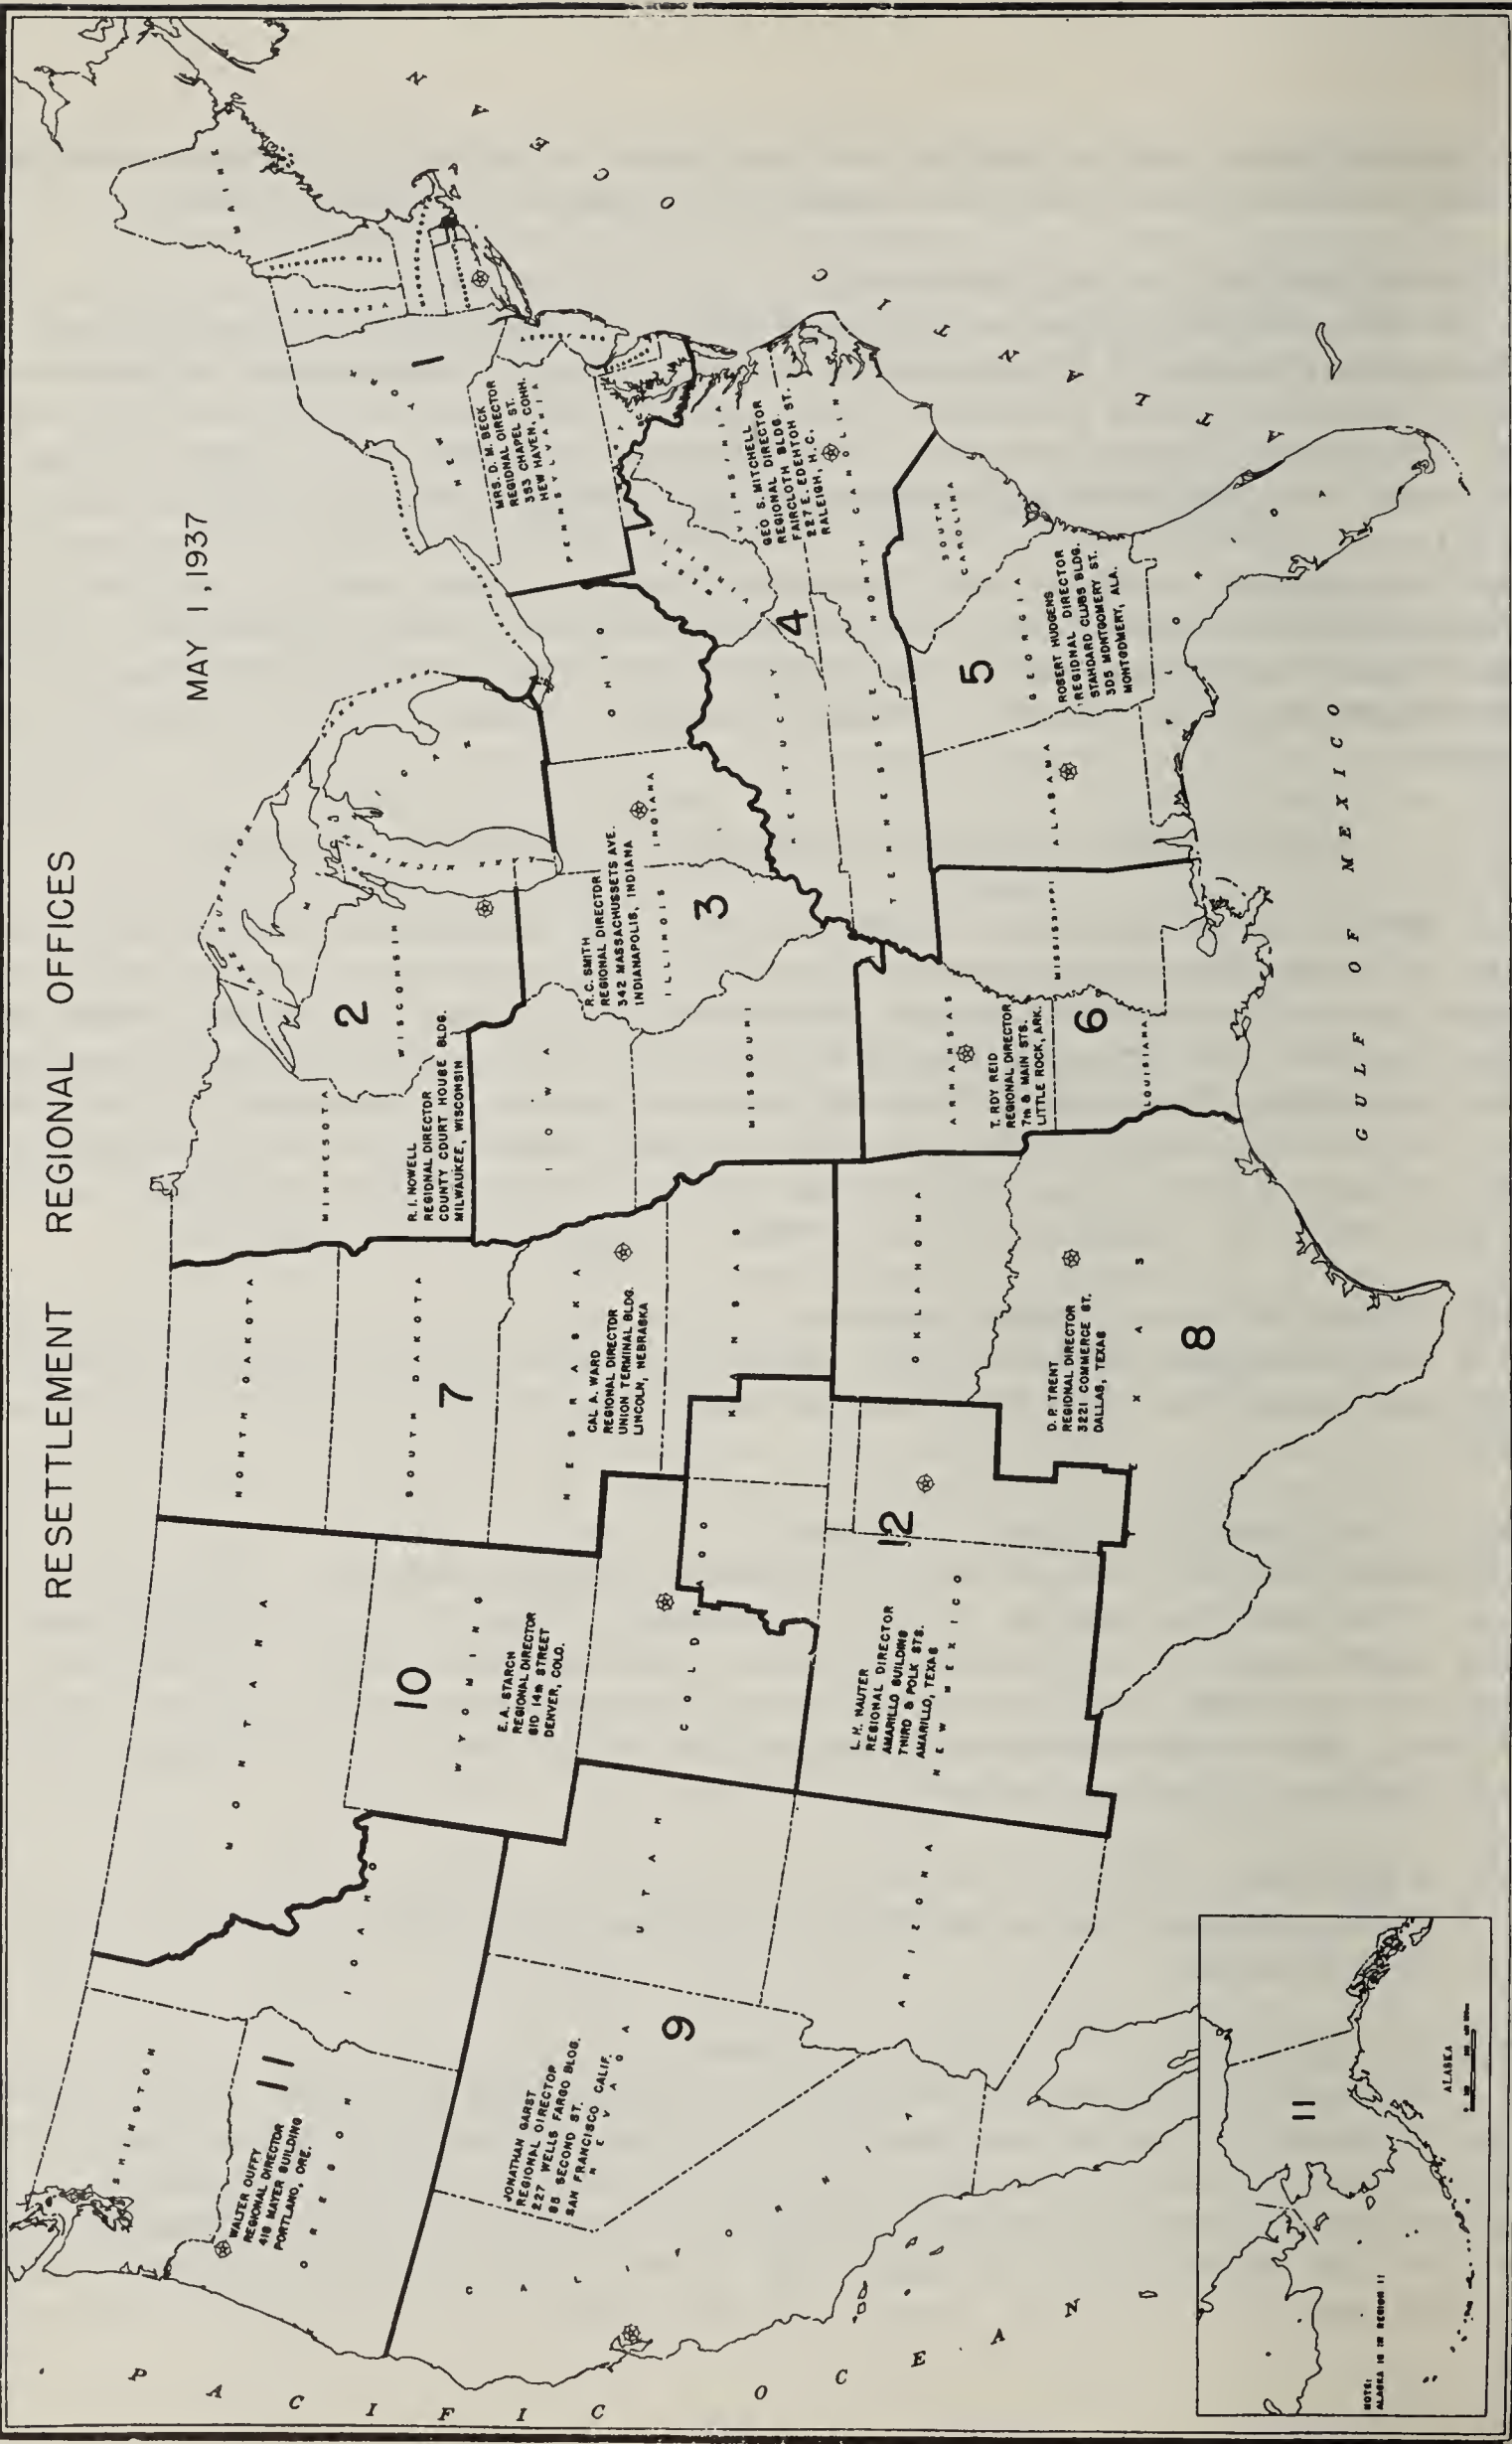 RESETTLEMENT REGIONAL OFFICES
MAY 1, 1937
WASHINGTON
11
WALTER DUFFY
REGIONAL DIRECTOR
419 MAYER BUILDING
PORTLAND, ORE.
OREGON
IDAHO
MONTANA
10
WYOMING
E. A. STARCH
REGIONAL DIRECTOR
810 14TH STREET
DENVER, COLO.
COLORADO
JONATHAN GARST
REGIONAL DIRECTOR
227 WELLS FARGO BLDG.
85 SECOND ST.
SAN FRANCISCO CALIF.
NEVADA
9
UTAH
CALIFORNIA
ARIZONA
L. H. HAUTER
REGIONAL DIRECTOR
AMARILLO BUILDING
THIRD & POLK STS.
AMARILLO, TEXAS
NEW MEXICO
12
NORTH DAKOTA
SOUTH DAKOTA
7
NEBRASKA
CAL A. WARD
REGIONAL DIRECTOR
UNION TERMINAL BLDG.
LINCOLN, NEBRASKA
KANSAS
OKLAHOMA
D. P. TRENT
REGIONAL DIRECTOR
3221 COMMERCE ST.
DALLAS, TEXAS
TEXAS
8
MINNESOTA
LAKE SUPERIOR
2
WISCONSIN
R. I. NOWELL
REGIONAL DIRECTOR
COUNTY COURT HOUSE BLDG.
MILWAUKEE, WISCONSIN
MICHIGAN
IOWA
R. C. SMITH
REGIONAL DIRECTOR
342 MASSACHUSSETS AVE.
INDIANAPOLIS, INDIANA
INDIANA
ILLINOIS
3
OHIO
MISSOURI
ARKANSAS
T. ROY REID
REGIONAL DIRECTOR
7TH & MAIN STS.
LITTLE ROCK, ARK.
6
MISSISSIPPI
LOUISIANA
MAINE
NEW YORK
1
MRS. D. M. BECK
REGIONAL DIRECTOR
353 CHAPEL ST.
NEW HAVEN, CONN.
PENNSYLVANIA
VIRGINIA
GEO S. MITCHELL
REGIONAL DIRECTOR
FAIRCLOTH BLDG.
227 E. EDENTON ST.
RALEIGH, N.C.
4
KENTUCKY
NORTH CAROLINA
TENNESSEE
SOUTH CAROLINA
5
GEORGIA
ROBERT HUDGENS
REGIONAL DIRECTOR
STANDARD CLUBS BLDG.
305 MONTGOMERY ST.
MONTGOMERY, ALA.
ALABAMA
FLORIDA
PACIFIC OCEAN
ATLANTIC OCEAN
GULF OF MEXICO
11
ALASKA
NOTE:
ALASKA IS IN REGION 11